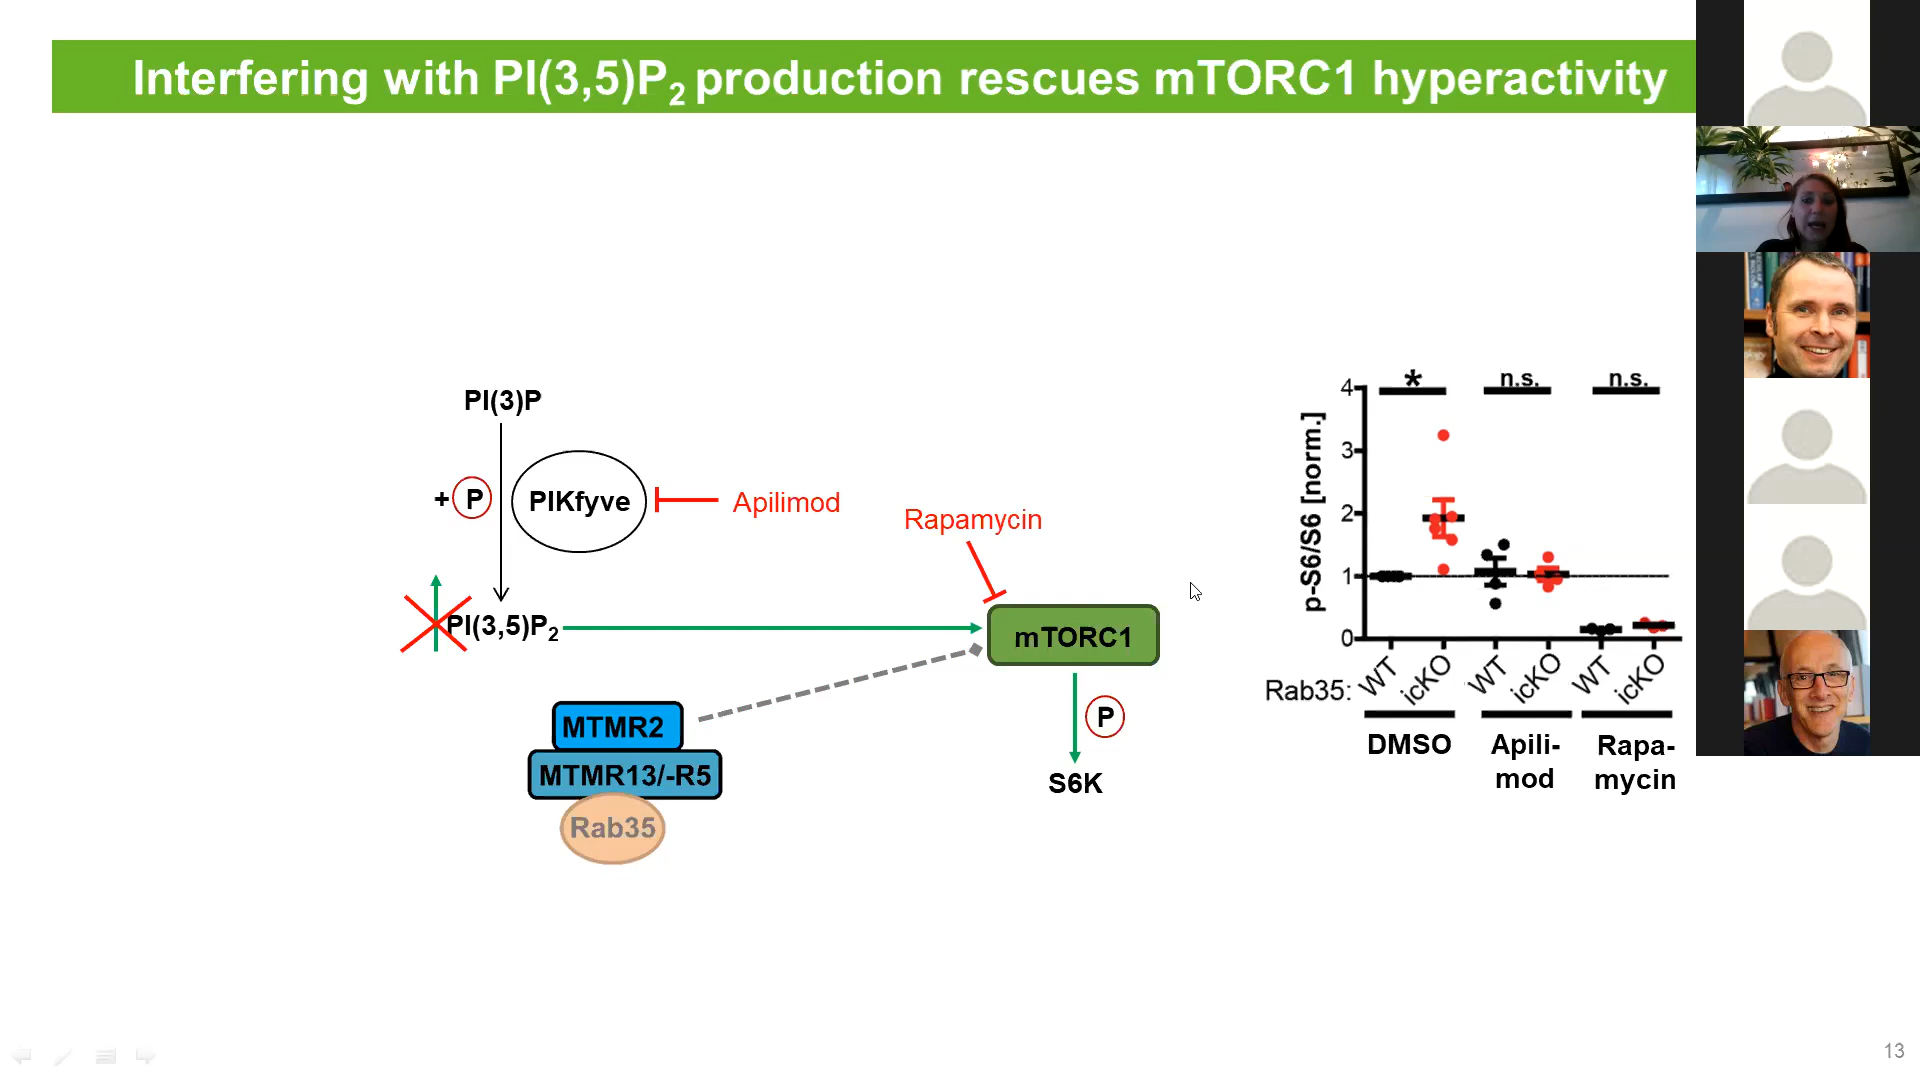 Interfering with PI(3,5)P2 production rescues mTORC1 hyperactivity
PI(3)P
+ P
PIKfyve
Apilimod
Rapamycin
PI(3,5)P2
mTORC1
MTMR2
MTMR13/-R5
Rab35
P
S6K
* n.s. n.s.
p-S6/S6 [norm.]
4
3
2
1
0
Rab35: WT icKO WT icKO WT icKO
DMSO Apili- Rapa-
mod mycin
13